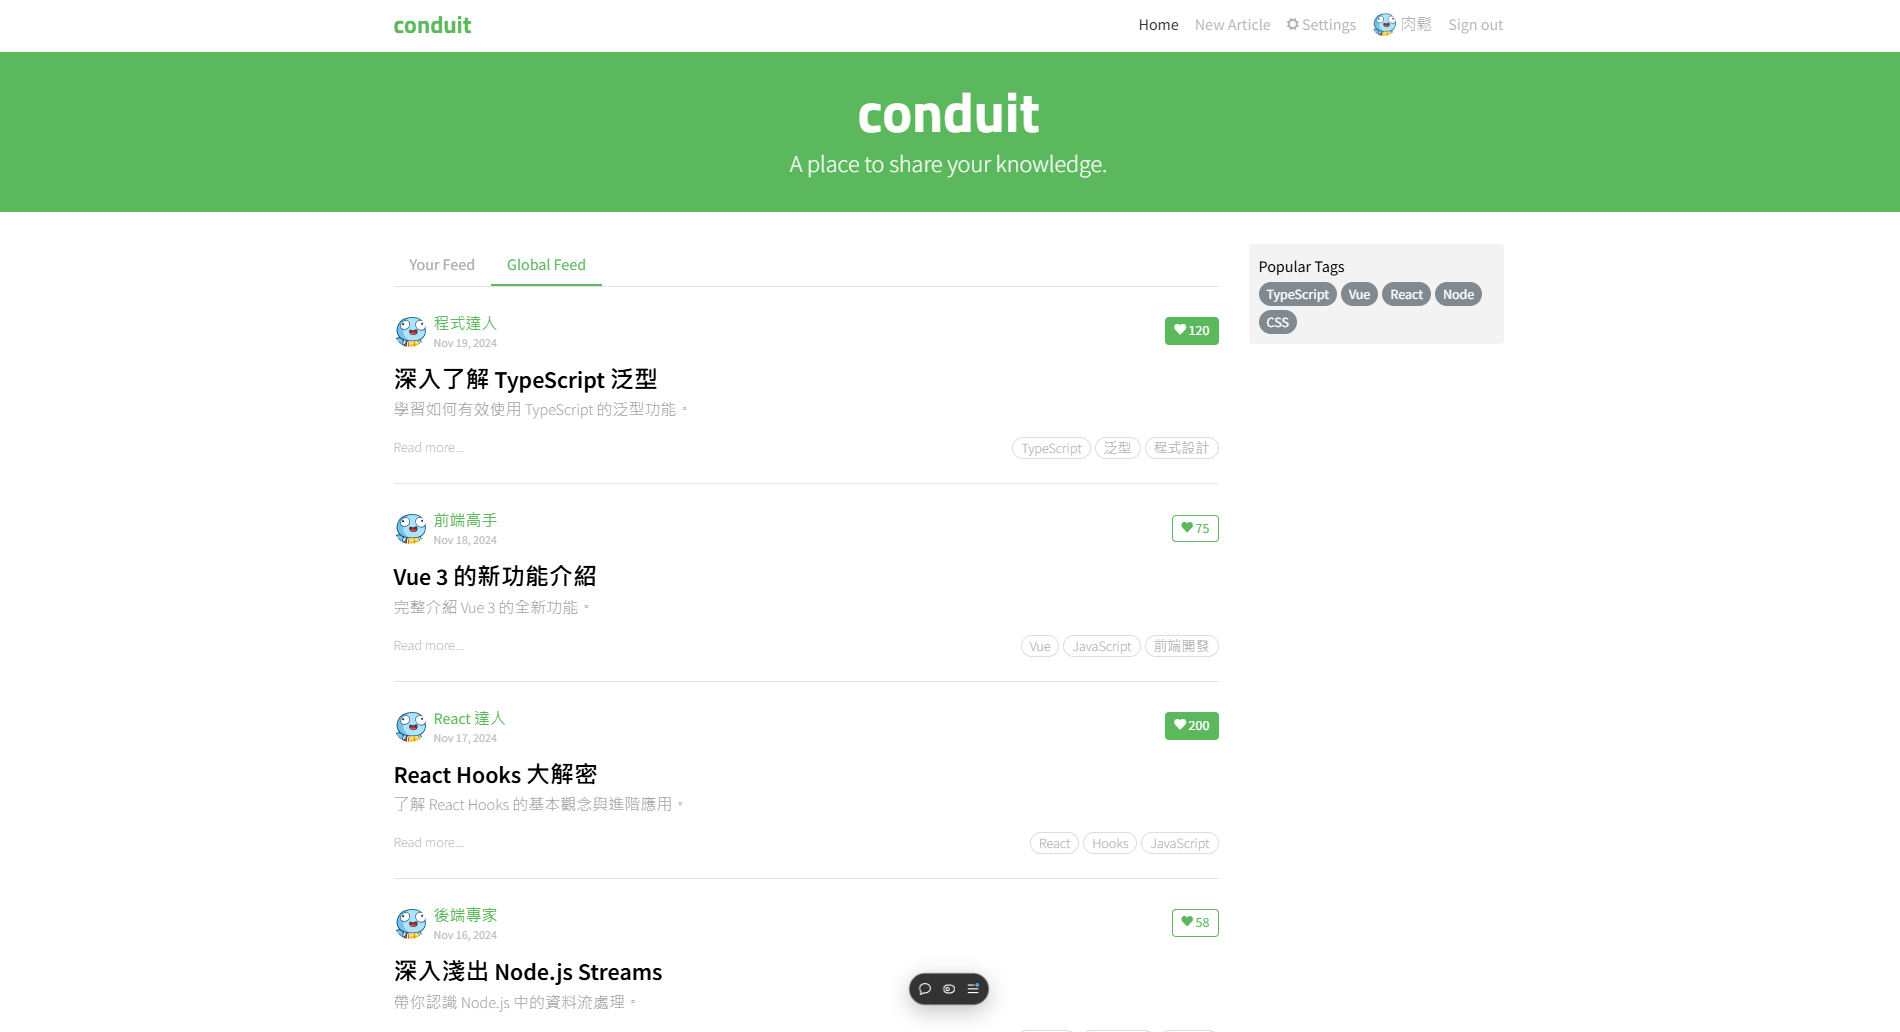 conduit
Home New Article Settings 肉鬆 Sign out
conduit
A place to share your knowledge.
Your Feed Global Feed
Popular Tags
TypeScript Vue React Node
CSS
程式達人
Nov 19, 2024
120
深入了解 TypeScript 泛型
學習如何有效使用 TypeScript 的泛型功能。
Read more...
TypeScript 泛型 程式設計
前端高手
Nov 18, 2024
75
Vue 3 的新功能介紹
完整介紹 Vue 3 的全新功能。
Read more...
Vue JavaScript 前端開發
React 達人
Nov 17, 2024
200
React Hooks 大解密
了解 React Hooks 的基本觀念與進階應用。
Read more...
React Hooks JavaScript
後端專家
Nov 16, 2024
58
深入淺出 Node.js Streams
帶你認識 Node.js 中的資料流處理。